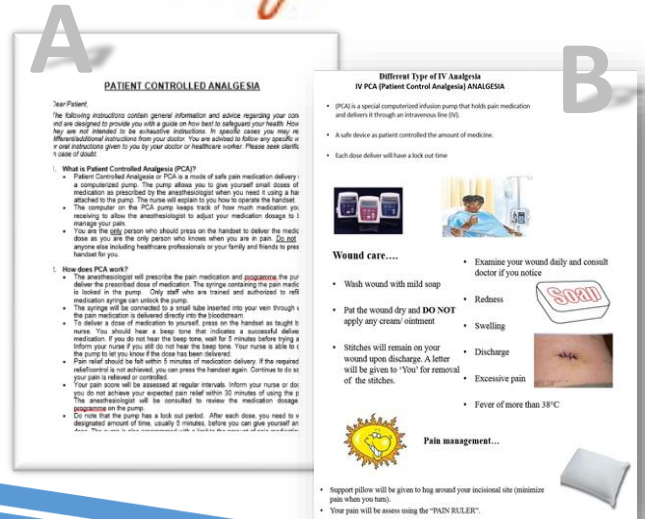 A
PATIENT CONTROLLED ANALGESIA
Dear Patient,
The following instructions contain general information and advice regarding your
and are designed to provide you with a guide on how best to safeguard your health.
they are not intended to be exhaustive instructions. In specific cases you may
different/additional instructions from your doctor. You are advised to follow any specific
or oral instructions given to you by your doctor or healthcare worker. Please seek
in case of doubt.
What is Patient Controlled Analgesia (PCA)?
• Patient Controlled Analgesia or PCA is a mode of safe pain medication delivery
a computerized pump. The pump allows you to give yourself small doses of
medication as prescribed by the anesthesiologist when you need it using a
attached to the pump. The nurse will explain to you how to operate the handset.
• The computer on the PCA pump keeps track of how much medication
receiving to allow the anesthesiologist to adjust your medication dosage to
manage your pain.
• You are the only person who should press on the handset to deliver the
dose as you are the only person who knows when you are in pain. Do not
anyone else including healthcare professionals or your family and friends to
handset for you.
How does PCA work?
• The anesthesiologist will prescribe the pain medication and programme the
deliver the prescribed dose of medication. The syringe containing the pain
is locked in the pump. Only staff who are trained and authorized to
medication syringe can unlock the pump.
• The syringe will be connected to a small tube inserted into your vein through
the pain medication is delivered directly into the bloodstream.
• To deliver a dose of medication to yourself, press on the handset as taught
nurse. You should hear a beep tone that indicates a successful
medication. If you do not hear the beep tone, wait for 5 minutes before trying
Inform your nurse if you still do not hear the beep tone. Your nurse is able
the pump to let you know if the dose has been delivered.
• Pain relief should be felt within 5 minutes of medication delivery. If the required
relief/control is not achieved, you can press the handset again. Continue to do
your pain is relieved or controlled.
• Your pain score will be assessed at regular intervals. Inform your nurse or
you do not achieve your expected pain relief within 30 minutes of using the
The anesthesiologist will be consulted to review the medication dosage
programme on the pump.
• Do note that the pump has a lock out period. After each dose, you need to
designated amount of time, usually 5 minutes, before you can give yourself
B
Different Type of IV Analgesia
IV PCA (Patient Control Analgesia) ANALGESIA
• (PCA) is a special computerized infusion pump that holds pain medication
and delivers it through an intravenous line (IV).
• A safe device as patient controlled the amount of medicine.
• Each dose deliver will have a lock out time
Wound care....
• Wash wound with mild soap
• Pat the wound dry and DO NOT
apply any cream/ ointment
• Stitches will remain on your
wound upon discharge. A letter
will be given to 'You' for removal
of the stitches.
• Examine your wound daily and consult
doctor if you notice
• Redness
• Swelling
• Discharge
• Excessive pain
• Fever of more than 38°C
Soap
Pain management…
• Support pillow will be given to hug around your incisional site (minimize
pain when you turn).
• Your pain will be assess using the "PAIN RULER".